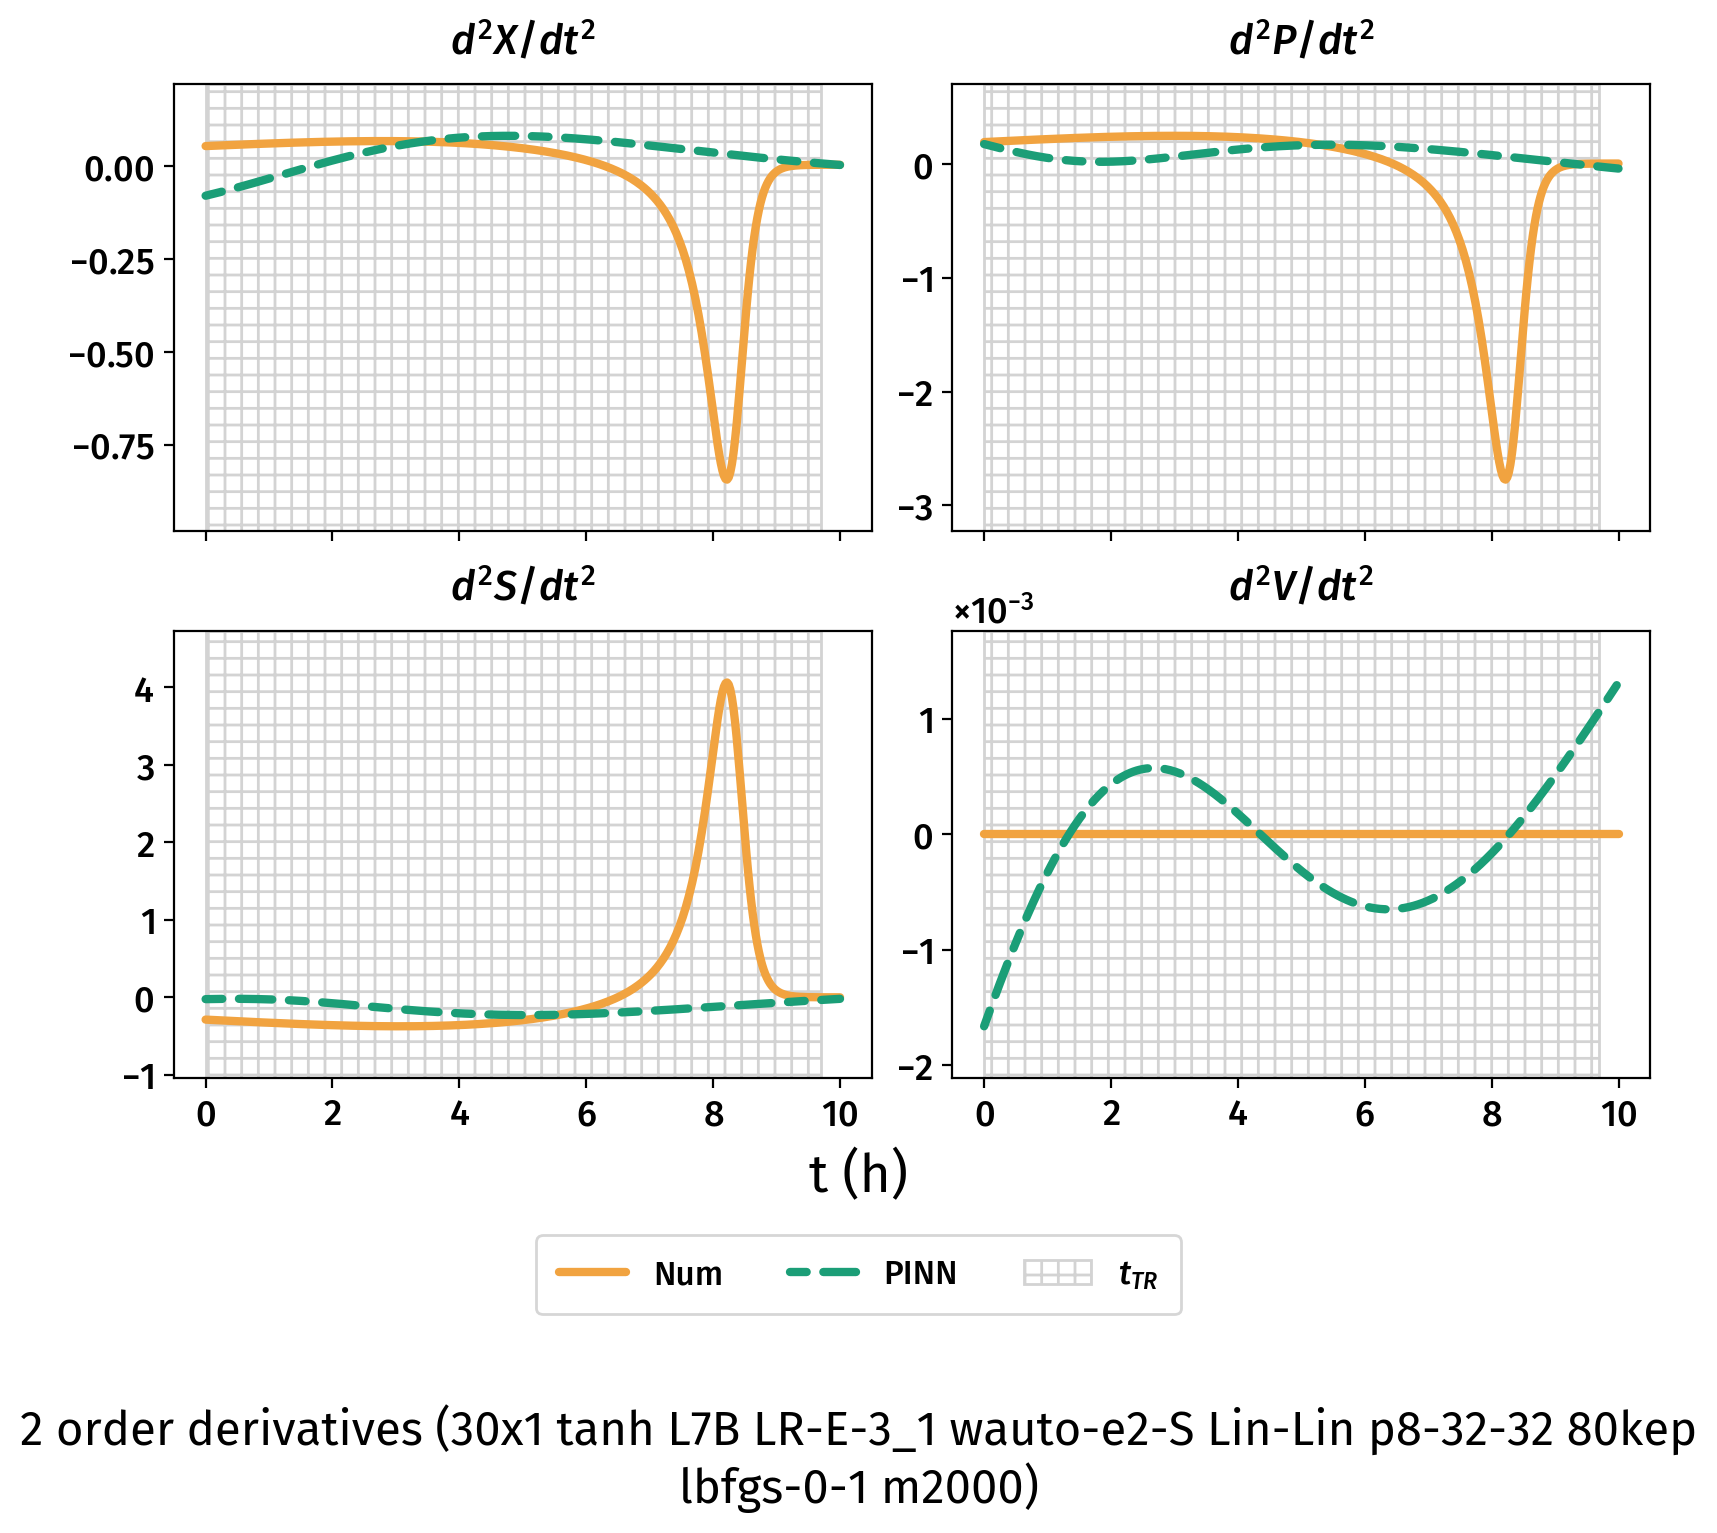 d²X/dt²
d²P/dt²
0.00
−0.25
−0.50
−0.75
0
−1
−2
−3
d²S/dt²
d²V/dt²
×10⁻³
4
3
2
1
0
−1
1
0
−1
−2
0 2 4 6 8 10
0 2 4 6 8 10
t (h)
Num PINN t_TR
2 order derivatives (30x1 tanh L7B LR-E-3_1 wauto-e2-S Lin-Lin p8-32-32 80kep
lbfgs-0-1 m2000)